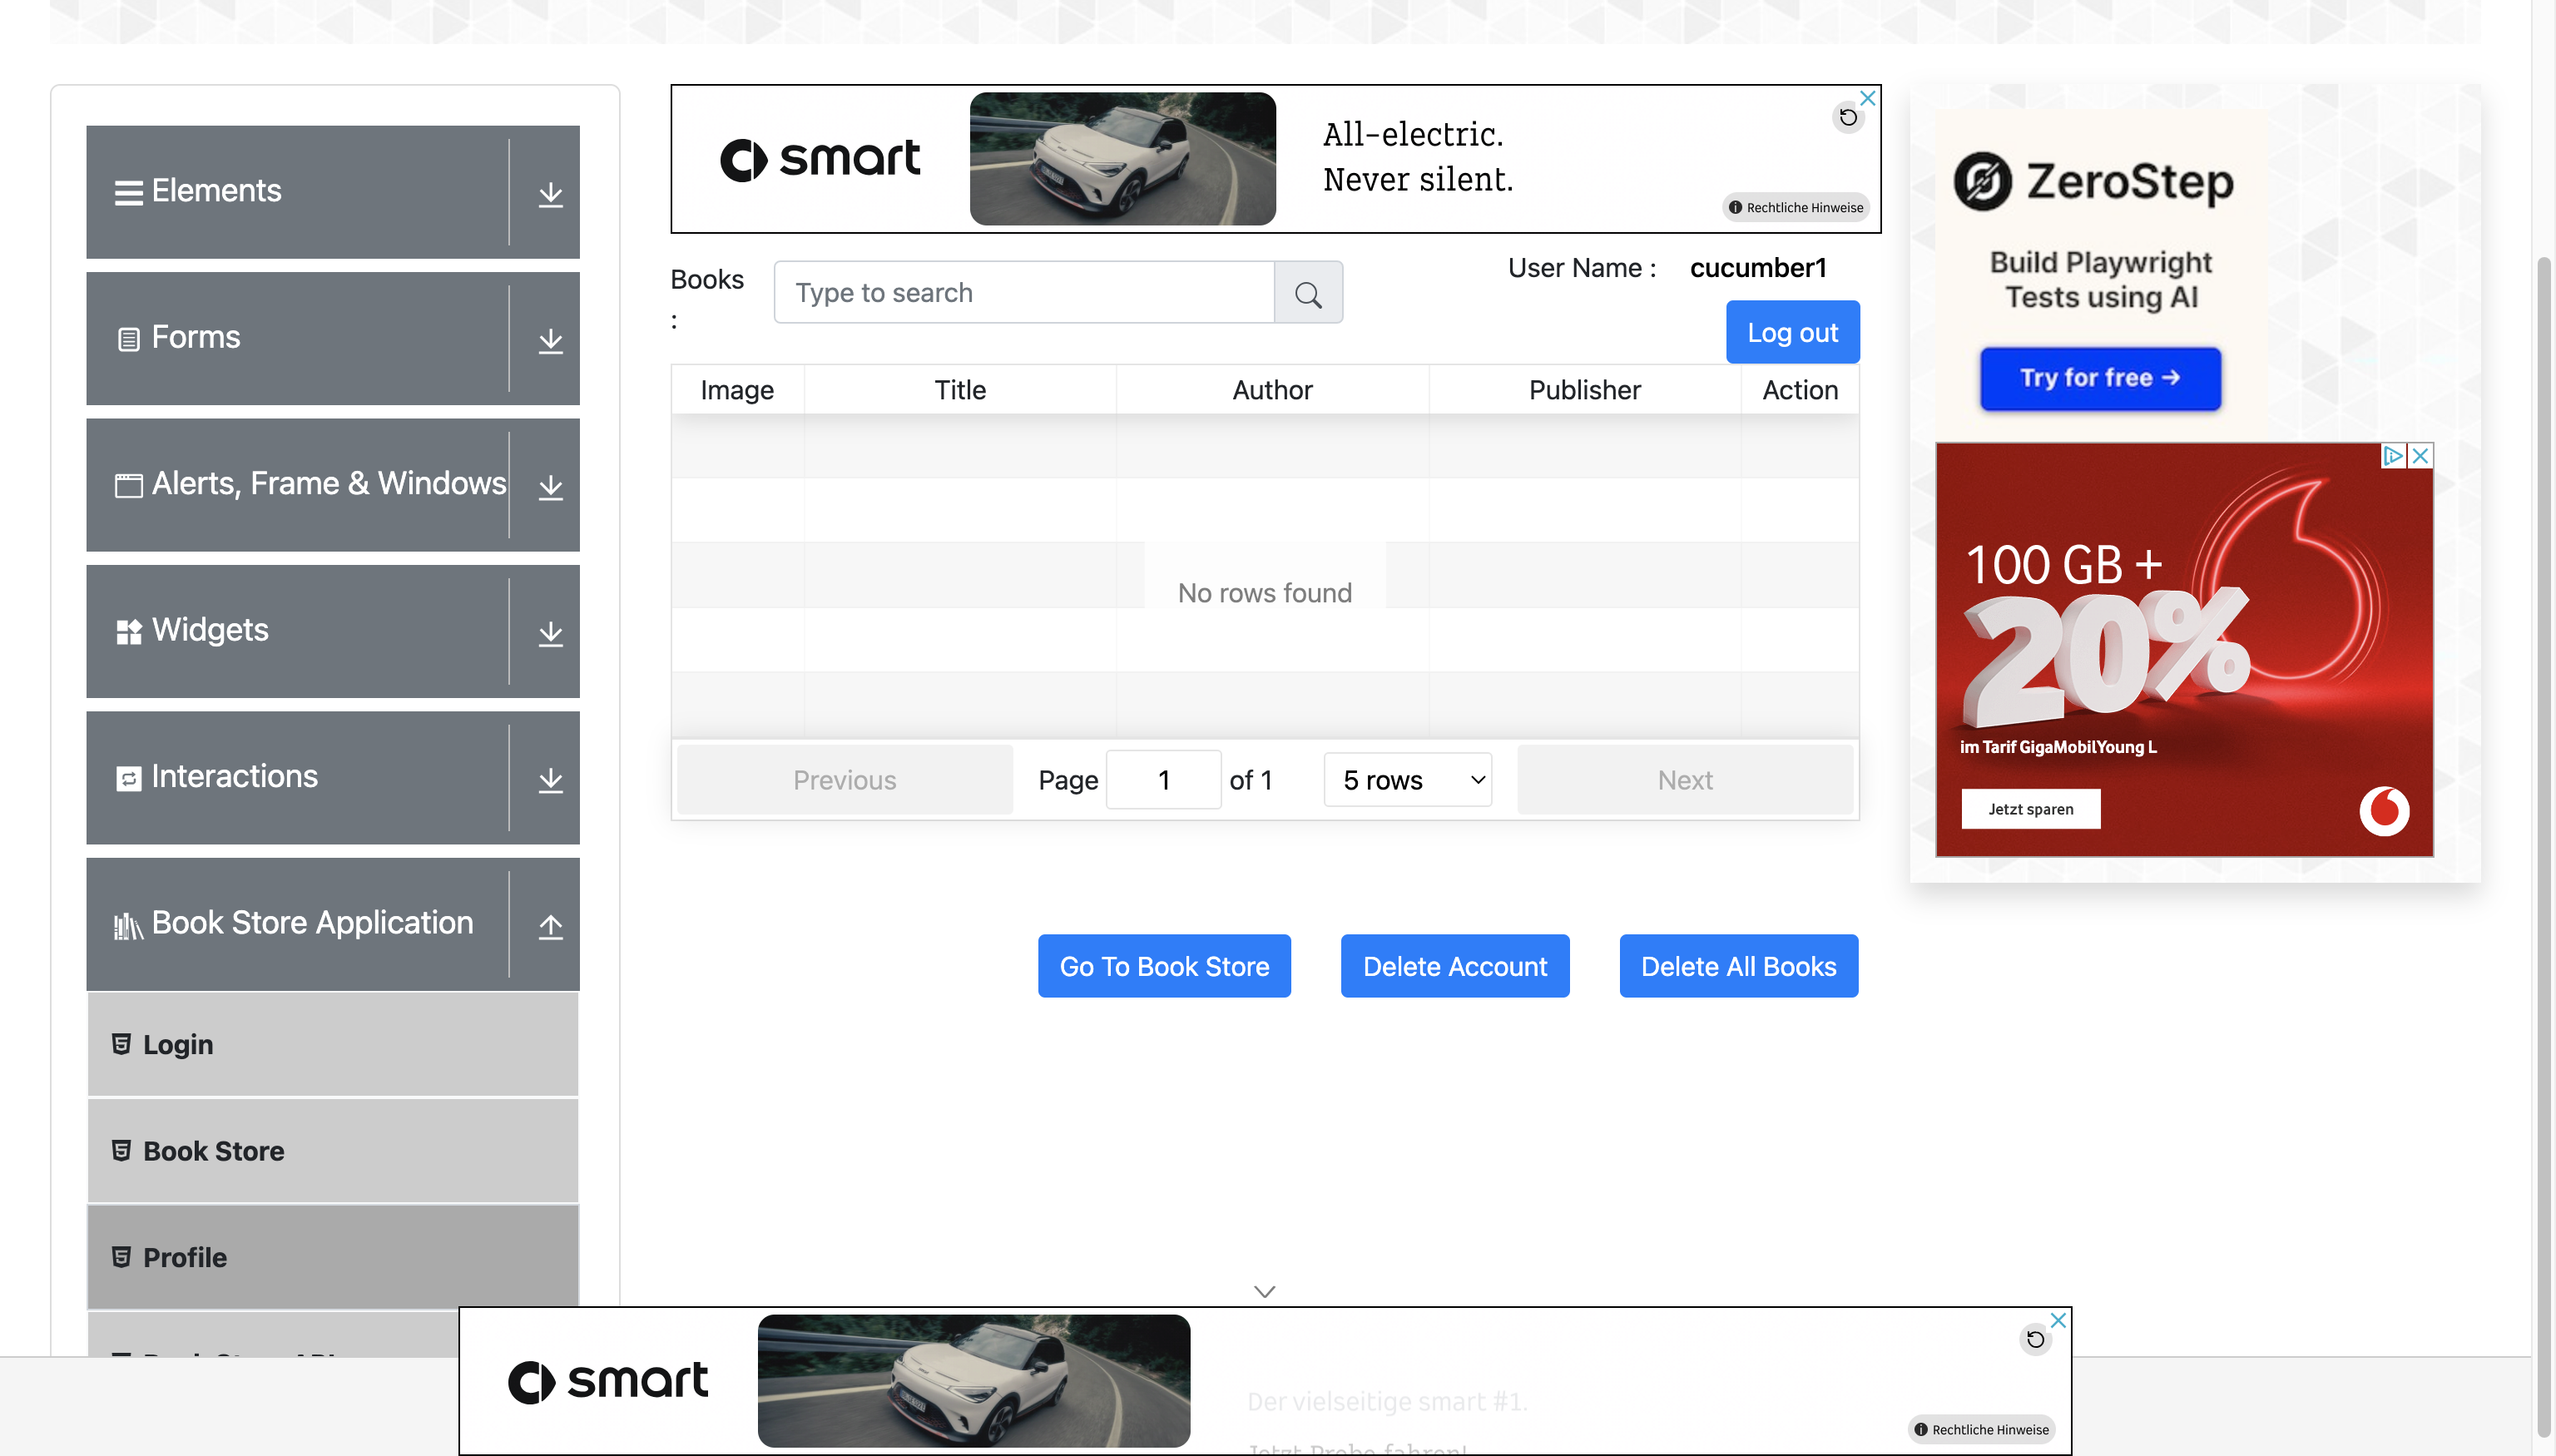 Elements
Forms
Alerts, Frame & Windows
Widgets
Interactions
Book Store Application
Login
Book Store
Profile
smart
All-electric.
Never silent.
Rechtliche Hinweise
Books
:
Type to search
User Name :
cucumber1
Log out
Image
Title
Author
Publisher
Action
No rows found
Previous
Page
1
of 1
5 rows
Next
Go To Book Store
Delete Account
Delete All Books
ZeroStep
Build Playwright
Tests using AI
Try for free →
100 GB +
20%
im Tarif GigaMobilYoung L
Jetzt sparen
smart
Der vielseitige smart #1.
Jetzt Probe fahren!
Rechtliche Hinweise